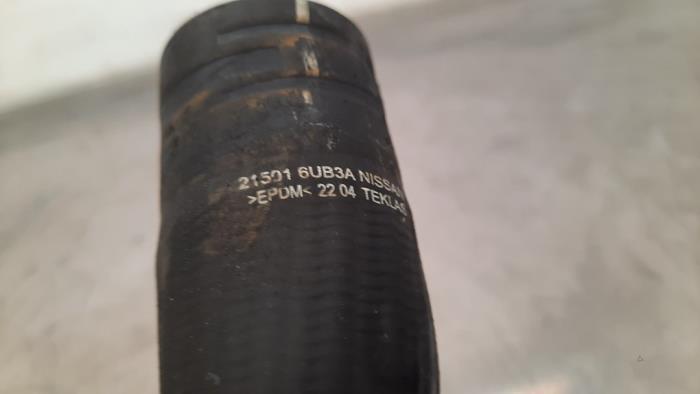 21501 6UB3A NISSAN
>EPDM< 22 04 TEKLAS